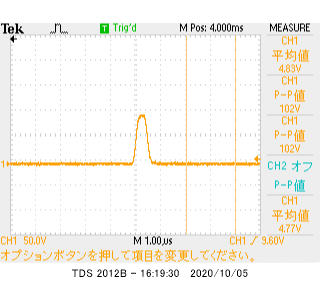 Tek
T Trig'd
M Pos: 4.000ms
MEASURE
CH1
平均値
4.83V
CH1
P-P値
102V
CH1
P-P値
102V
CH2 オフ
P-P値
CH1
平均値
4.77V
1
CH1 50.0V
M 1.00µs
CH1 / 9.60V
オプションボタンを押して項目を変更してください。
TDS 2012B - 16:19:30 2020/10/05